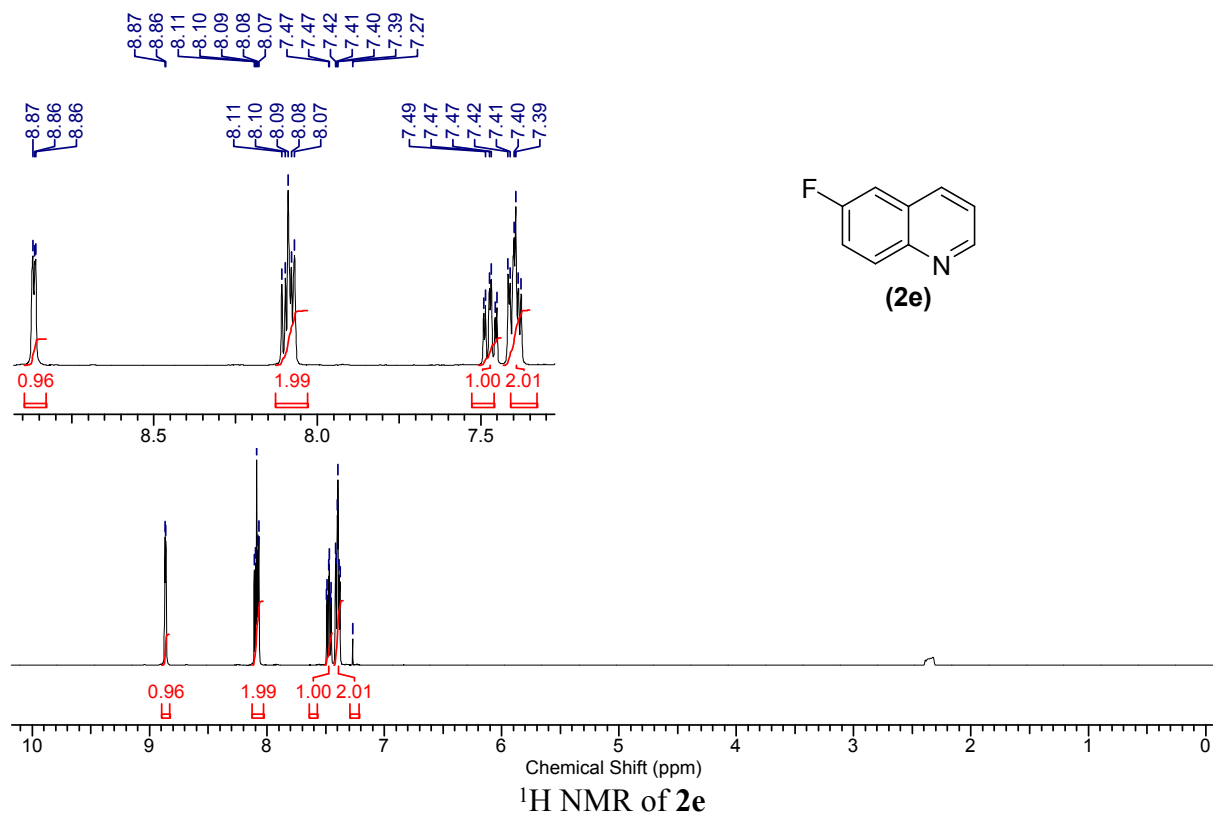 8.87 8.86 8.11 8.10 8.09 8.08 8.07 7.47 7.47 7.42 7.41 7.40 7.39 7.27
8.87 8.86 8.86 8.11 8.10 8.09 8.08 8.07 7.49 7.47 7.47 7.42 7.41 7.40 7.39
F
N
(2e)
0.96 1.99 1.00 2.01
8.5 8.0 7.5
0.96 1.99 1.00 2.01
10 9 8 7 6 5 4 3 2 1 0
Chemical Shift (ppm)
¹H NMR of 2e